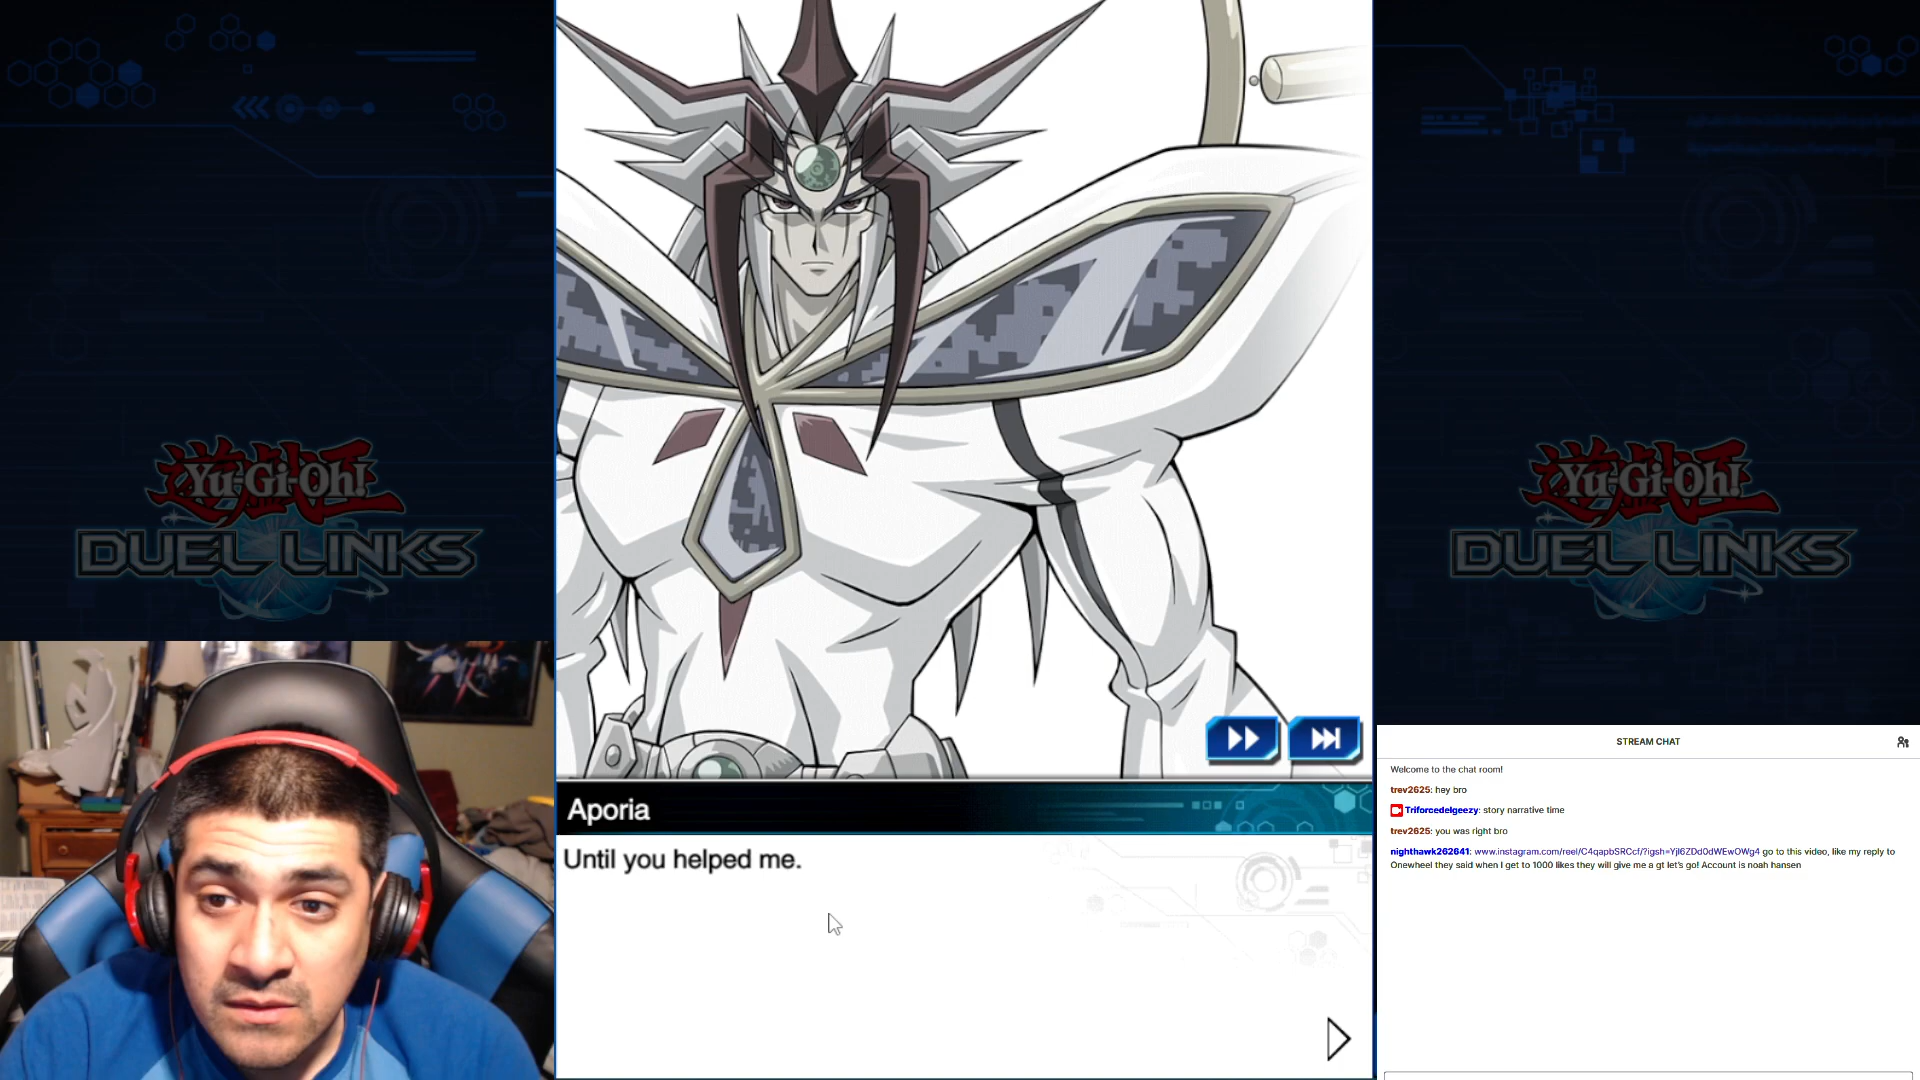 Yu-Gi-Oh!
DUEL LINKS
Aporia
Until you helped me.
Yu-Gi-Oh!
DUEL LINKS
STREAM CHAT
Welcome to the chat room!
trev2625: hey bro
Triforcedelgeezy: story narrative time
trev2625: you was right bro
nighthawk262641: www.instagram.com/reel/C4qapbSRCcf/?igsh=YjI6ZDd0dWEwOWg4 go to this video, like my reply to
Onewheel they said when I get to 1000 likes they will give me a gt let's go! Account is noah hansen